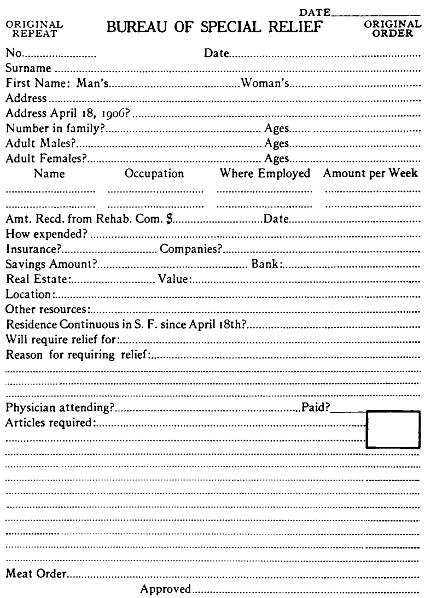 DATE
ORIGINAL REPEAT
BUREAU OF SPECIAL RELIEF
ORIGINAL ORDER
No. Date
Surname
First Name: Man's Woman's
Address
Address April 18, 1906?
Number in family? Ages
Adult Males? Ages
Adult Females? Ages
Name Occupation Where Employed Amount per Week
Amt. Recd. from Rehab. Com. $ Date
How expended?
Insurance? Companies?
Savings Amount? Bank:
Real Estate: Value:
Location:
Other resources:
Residence Continuous in S. F. since April 18th?
Will require relief for:
Reason for requiring relief:
Physician attending? Paid?
Articles required:
Meat Order
Approved